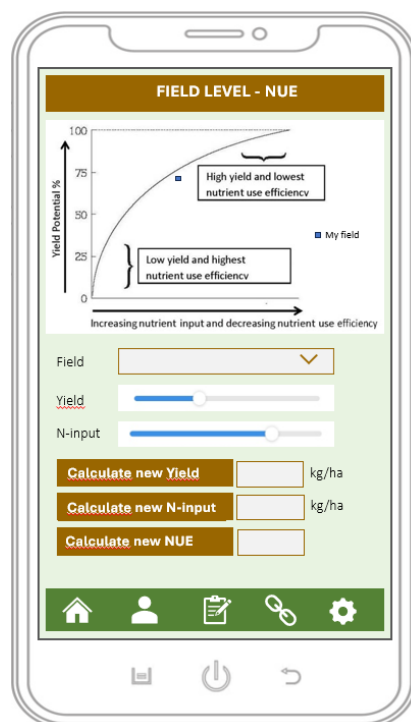 FIELD LEVEL - NUE
100
75
50
25
0
Yield Potential %
High yield and lowest
nutrient use efficiency
My field
Low yield and highest
nutrient use efficiency
Increasing nutrient input and decreasing nutrient use efficiency
Field
Yield
N-input
Calculate new Yield kg/ha
Calculate new N-input kg/ha
Calculate new NUE